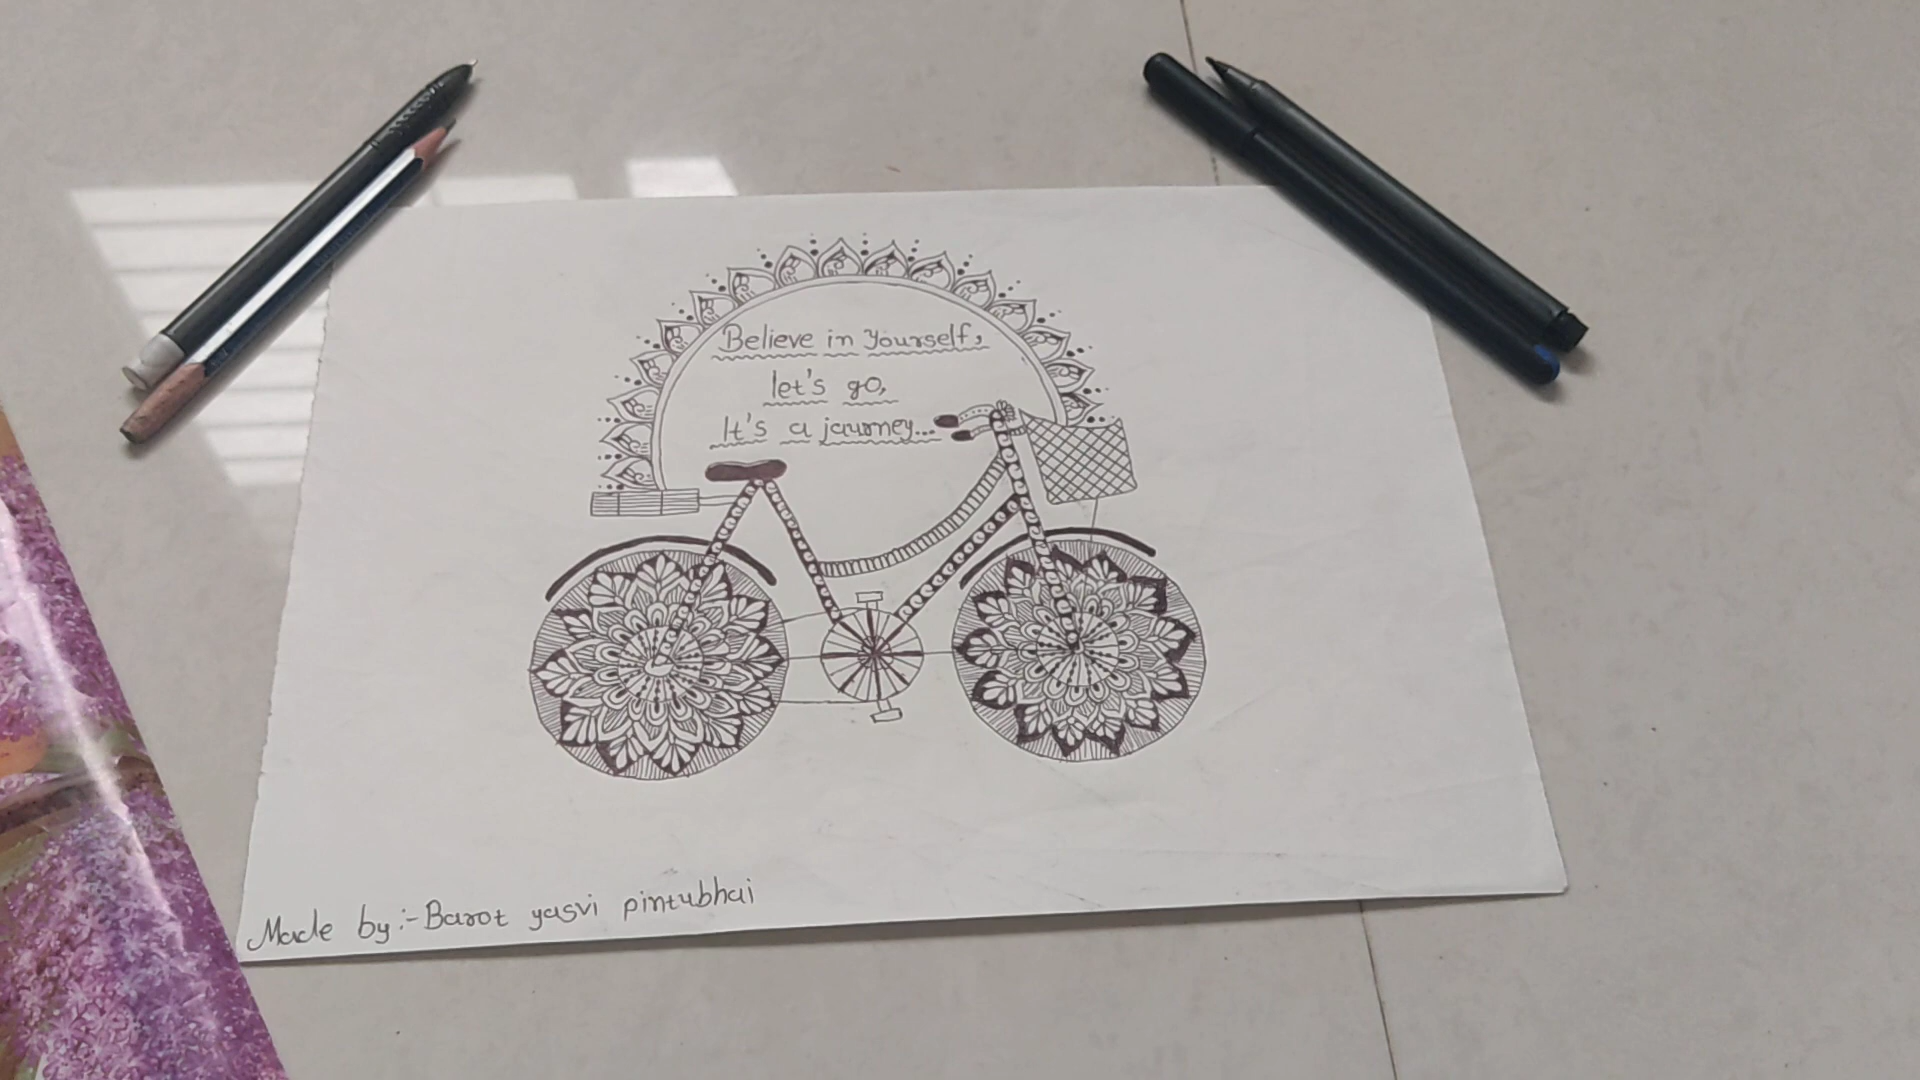 Believe in Yourself,
let's go,
It's a journey...
Made by:- Barot yasvi pintubhai